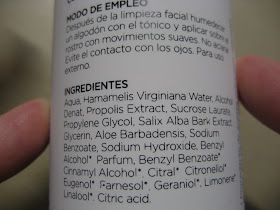 MODO DE EMPLEO
Después de la limpieza facial humedecer
un algodón con el tónico y aplicar sobre el
rostro con movimientos suaves. No aclarar.
Evite el contacto con los ojos. Para uso
externo.
INGREDIENTES
Aqua, Hamamelis Virginiana Water, Alcohol
Denat, Propolis Extract, Sucrose Laurate,
Propylene Glycol, Salix Alba Bark Extract,
Glycerin, Aloe Barbadensis, Sodium
Benzoate, Sodium Hydroxide, Benzyl
Alcohol* Parfum, Benzyl Benzoate*
Cinnamyl Alcohol*, Citral* Citronellol*
Eugenol* Farnesol*, Geraniol*, Limonene*
Linalool*, Citric acid.